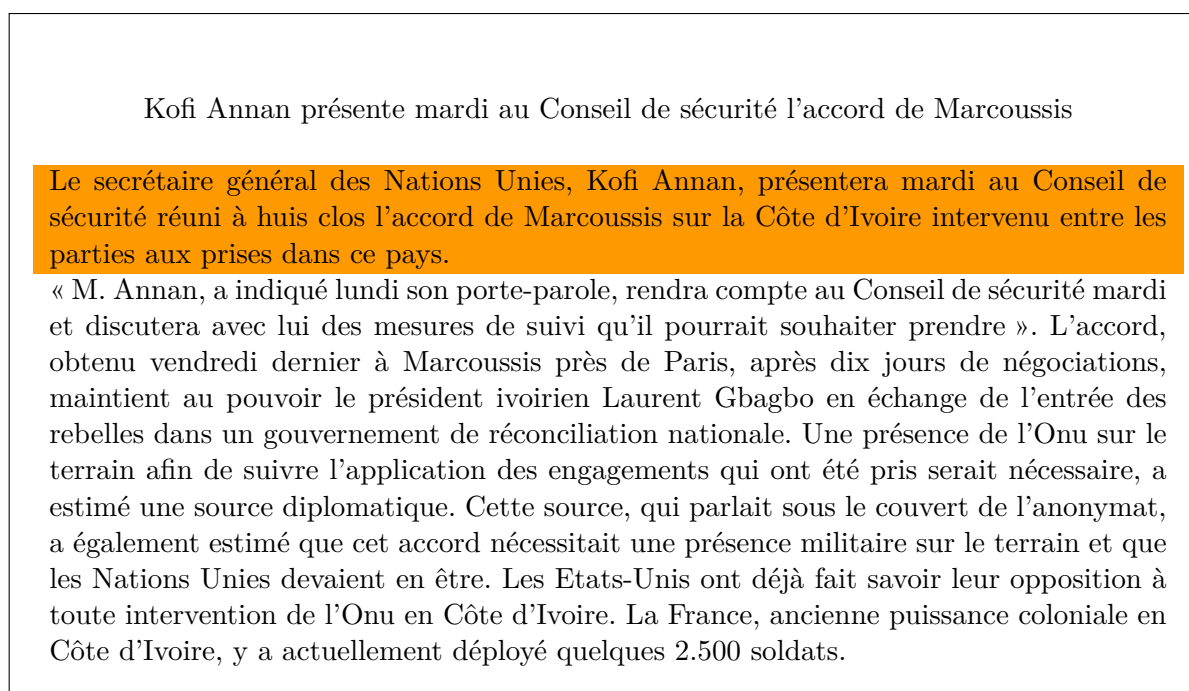 Kofi Annan présente mardi au Conseil de sécurité l'accord de Marcoussis
Le secrétaire général des Nations Unies, Kofi Annan, présentera mardi au Conseil de
sécurité réuni à huis clos l'accord de Marcoussis sur la Côte d'Ivoire intervenu entre les
parties aux prises dans ce pays.
« M. Annan, a indiqué lundi son porte-parole, rendra compte au Conseil de sécurité mardi
et discutera avec lui des mesures de suivi qu'il pourrait souhaiter prendre ». L'accord,
obtenu vendredi dernier à Marcoussis près de Paris, après dix jours de négociations,
maintient au pouvoir le président ivoirien Laurent Gbagbo en échange de l'entrée des
rebelles dans un gouvernement de réconciliation nationale. Une présence de l'Onu sur le
terrain afin de suivre l'application des engagements qui ont été pris serait nécessaire, a
estimé une source diplomatique. Cette source, qui parlait sous le couvert de l'anonymat,
a également estimé que cet accord nécessitait une présence militaire sur le terrain et que
les Nations Unies devaient en être. Les Etats-Unis ont déjà fait savoir leur opposition à
toute intervention de l'Onu en Côte d'Ivoire. La France, ancienne puissance coloniale en
Côte d'Ivoire, y a actuellement déployé quelques 2.500 soldats.